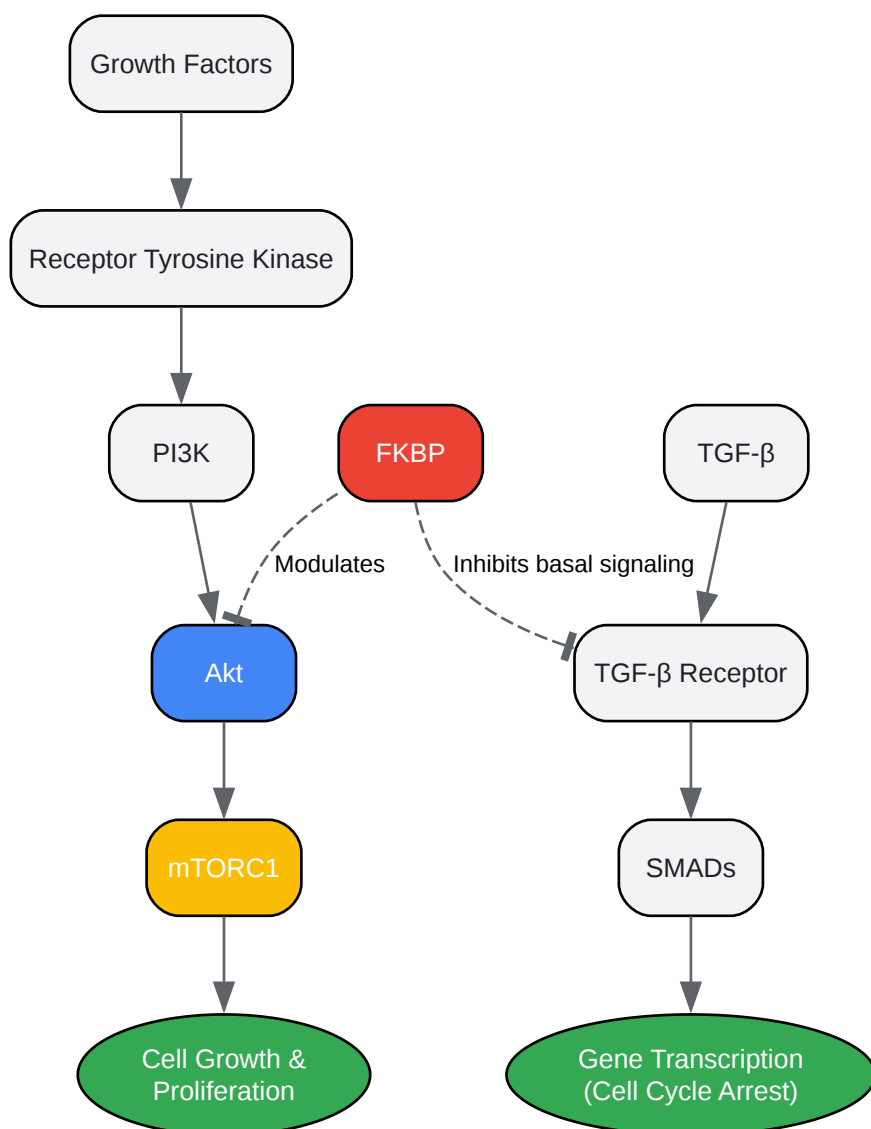 Growth Factors
Receptor Tyrosine Kinase
PI3K
FKBP
TGF-β
Modulates
Inhibits basal signaling
Akt
TGF-β Receptor
mTORC1
SMADs
Cell Growth &
Proliferation
Gene Transcription
(Cell Cycle Arrest)